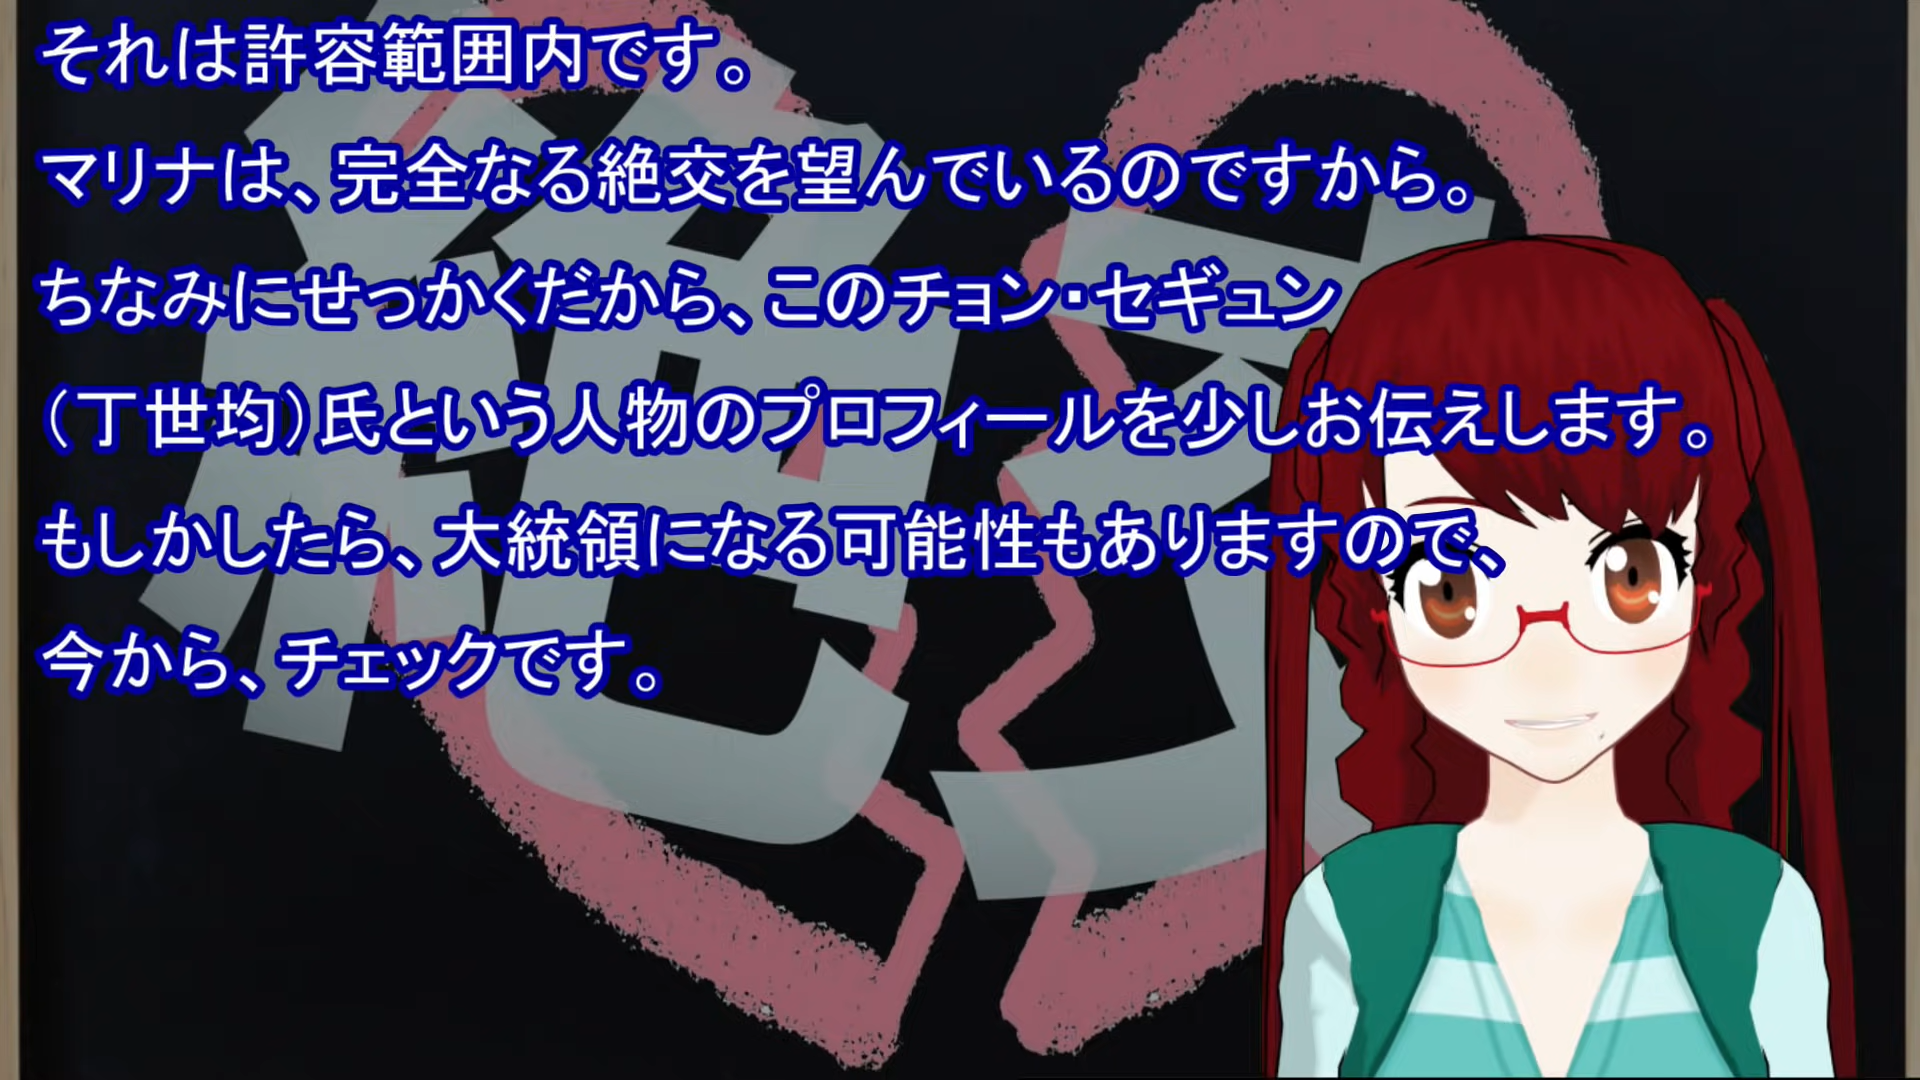 それは許容範囲内です。
マリナは、完全なる絶交を望んでいるのですから。
ちなみにせっかくだから、このチョン・セギュン
（丁世均）氏という人物のプロフィールを少しお伝えします。
もしかしたら、大統領になる可能性もありますので、
今から、チェックです。
絶交